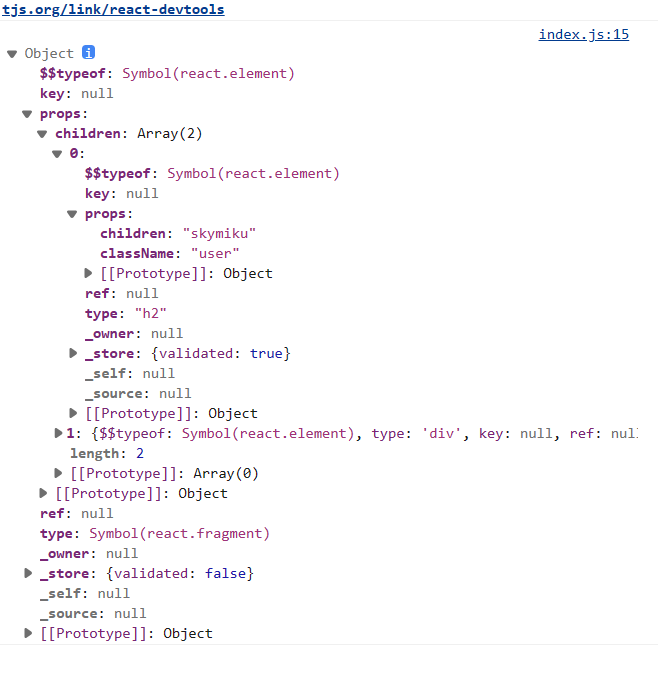 tjs.org/link/react-devtools
index.js:15
Object i
$$typeof: Symbol(react.element)
key: null
props:
children: Array(2)
0:
$$typeof: Symbol(react.element)
key: null
props:
children: "skymiku"
className: "user"
[[Prototype]]: Object
ref: null
type: "h2"
_owner: null
_store: {validated: true}
_self: null
_source: null
[[Prototype]]: Object
1: {$$typeof: Symbol(react.element), type: 'div', key: null, ref: nul
length: 2
[[Prototype]]: Array(0)
[[Prototype]]: Object
ref: null
type: Symbol(react.fragment)
_owner: null
_store: {validated: false}
_self: null
_source: null
[[Prototype]]: Object